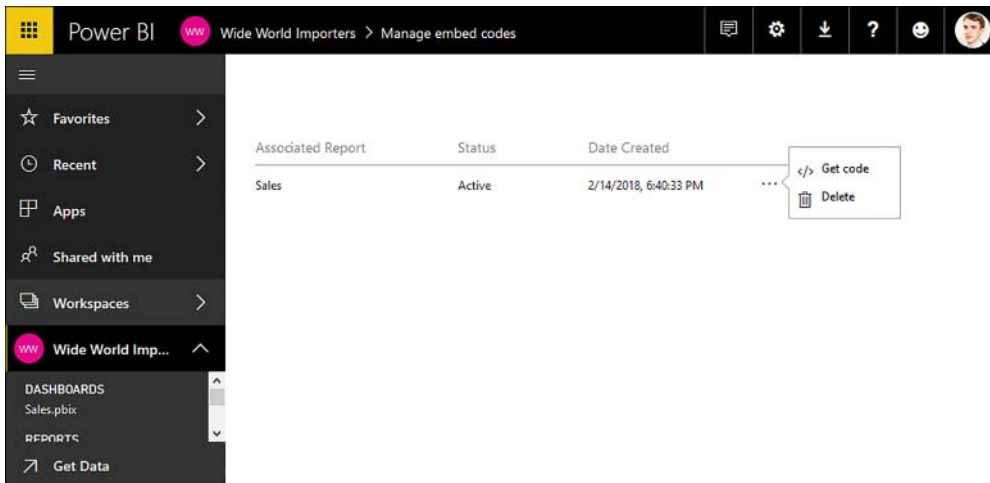 Power BI WW Wide World Importers > Manage embed codes ?
Favorites
Recent
Apps
Shared with me
Workspaces
WW Wide World Imp...
DASHBOARDS
Sales.pbix
REPORTS
Get Data
Associated Report Status Date Created
Sales Active 2/14/2018, 6:40:33 PM ...
</> Get code
Delete